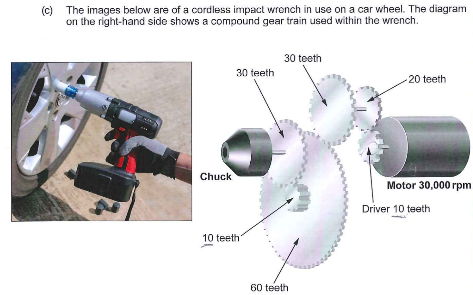 (c) The images below are of a cordless impact wrench in use on a car wheel. The diagram
on the right-hand side shows a compound gear train used within the wrench.
30 teeth
30 teeth
20 teeth
Chuck
Motor 30,000 rpm
Driver 10 teeth
10 teeth
60 teeth